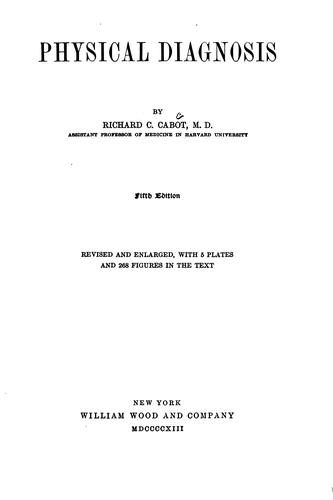 PHYSICAL DIAGNOSIS
BY
RICHARD C. CABOT, M. D.
ASSISTANT PROFESSOR OF MEDICINE IN HARVARD UNIVERSITY
Fifth Edition
REVISED AND ENLARGED, WITH 5 PLATES
AND 268 FIGURES IN THE TEXT
NEW YORK
WILLIAM WOOD AND COMPANY
MDCCCCXIII